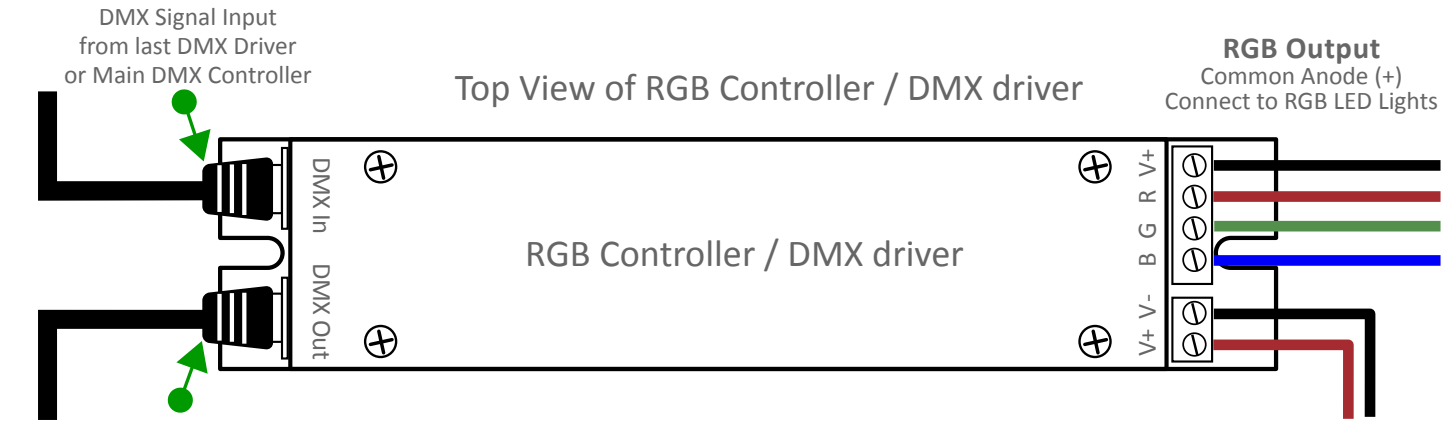 DMX Signal Input
from last DMX Driver
or Main DMX Controller
Top View of RGB Controller / DMX driver
RGB Output
Common Anode (+)
Connect to RGB LED Lights
DMX In
DMX Out
RGB Controller / DMX driver
V+
R
G
B
V-
V+